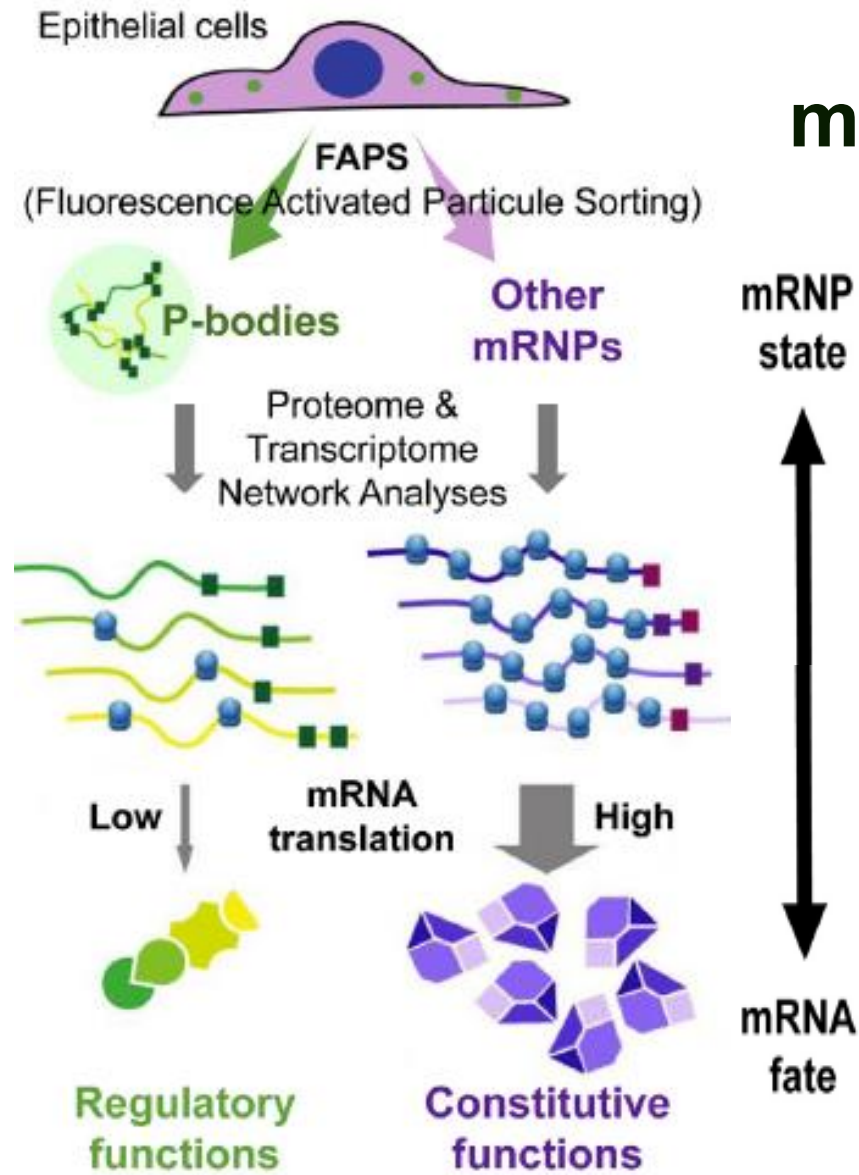 Epithelial cells
m
FAPS
(Fluorescence Activated Particule Sorting)
P-bodies
Other
mRNPs
mRNP
state
Proteome &
Transcriptome
Network Analyses
Low
mRNA
translation
High
mRNA
fate
Regulatory
functions
Constitutive
functions